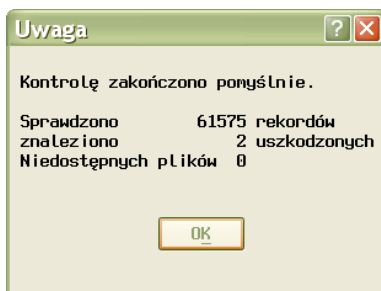 Uwaga
Kontrolę zakończono pomyślnie.
Sprawdzono 61575 rekordów
znaleziono 2 uszkodzonych
Niedostępnych plików 0
OK